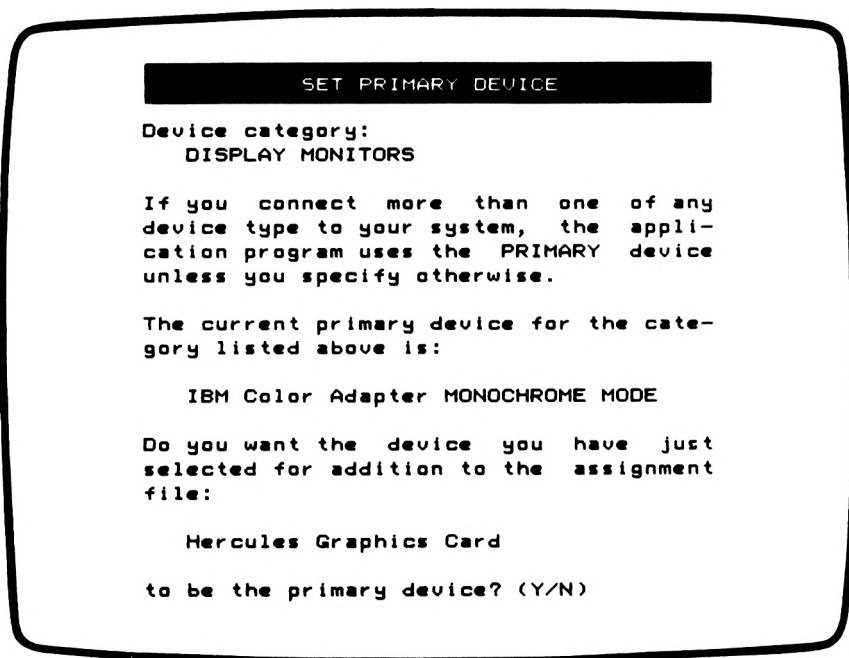 SET PRIMARY DEVICE
Device category:
DISPLAY MONITORS
If you connect more than one of any
device type to your system, the appli-
cation program uses the PRIMARY device
unless you specify otherwise.
The current primary device for the cate-
gory listed above is:
IBM Color Adapter MONOCHROME MODE
Do you want the device you have just
selected for addition to the assignment
file:
Hercules Graphics Card
to be the primary device? (Y/N)